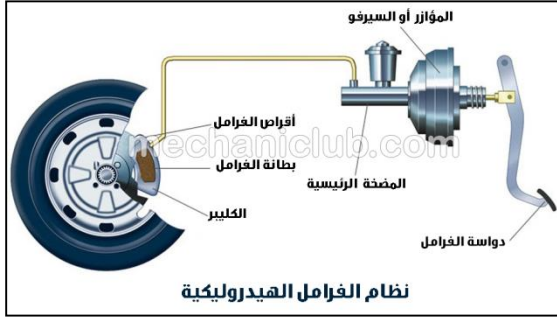 المؤازر أو السيرفو
أقراص الفرامل
mechaniclub.com
بطانة الفرامل
المضخة الرئيسية
الكليبر
دواسة الفرامل
نظام الفرامل الهيدروليكية